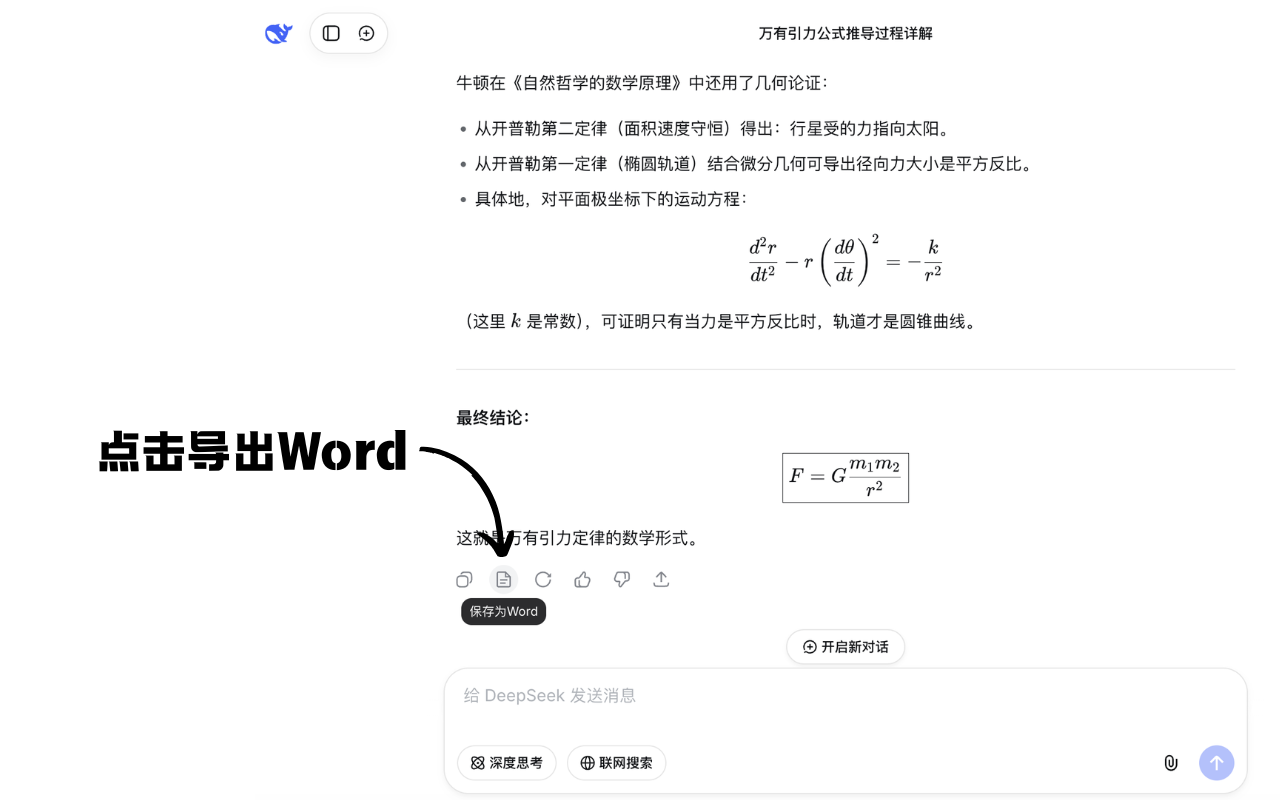 万有引力公式推导过程详解
牛顿在《自然哲学的数学原理》中还用了几何论证：
• 从开普勒第二定律（面积速度守恒）得出：行星受的力指向太阳。
• 从开普勒第一定律（椭圆轨道）结合微分几何可导出径向力大小是平方反比。
• 具体地，对平面极坐标下的运动方程：
\frac{d^2r}{dt^2} - r\left(\frac{d\theta}{dt}\right)^2 = -\frac{k}{r^2}
（这里 k 是常数），可证明只有当力是平方反比时，轨道才是圆锥曲线。
最终结论：
点击导出Word
F = G\frac{m_1m_2}{r^2}
这就是万有引力定律的数学形式。
保存为Word
开启新对话
给 DeepSeek 发送消息
深度思考 联网搜索